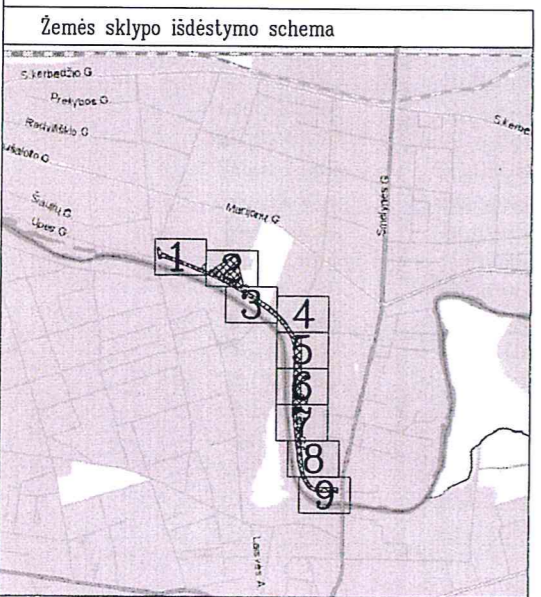 Žemės sklypo išdėstymo schema
S.Kerbedžio G.
Prekybos G.
Radviliškio G.
S.Kerbe
Šiaulių G.
Upės G.
Marijonų G.
Smėlynės G.
1
2
3
4
5
6
7
8
9
Laisvės A.